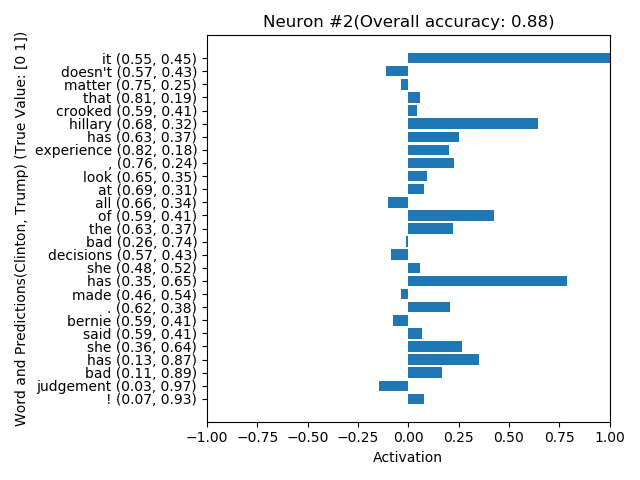 Neuron #2(Overall accuracy: 0.88)
Word and Predictions(Clinton, Trump) (True Value: [0 1])
it (0.55, 0.45)
doesn't (0.57, 0.43)
matter (0.75, 0.25)
that (0.81, 0.19)
crooked (0.59, 0.41)
hillary (0.68, 0.32)
has (0.63, 0.37)
experience (0.82, 0.18)
, (0.76, 0.24)
look (0.65, 0.35)
at (0.69, 0.31)
all (0.66, 0.34)
of (0.59, 0.41)
the (0.63, 0.37)
bad (0.26, 0.74)
decisions (0.57, 0.43)
she (0.48, 0.52)
has (0.35, 0.65)
made (0.46, 0.54)
. (0.62, 0.38)
bernie (0.59, 0.41)
said (0.59, 0.41)
she (0.36, 0.64)
has (0.13, 0.87)
bad (0.11, 0.89)
judgement (0.03, 0.97)
! (0.07, 0.93)
−1.00 −0.75 −0.50 −0.25 0.00 0.25 0.50 0.75 1.00
Activation